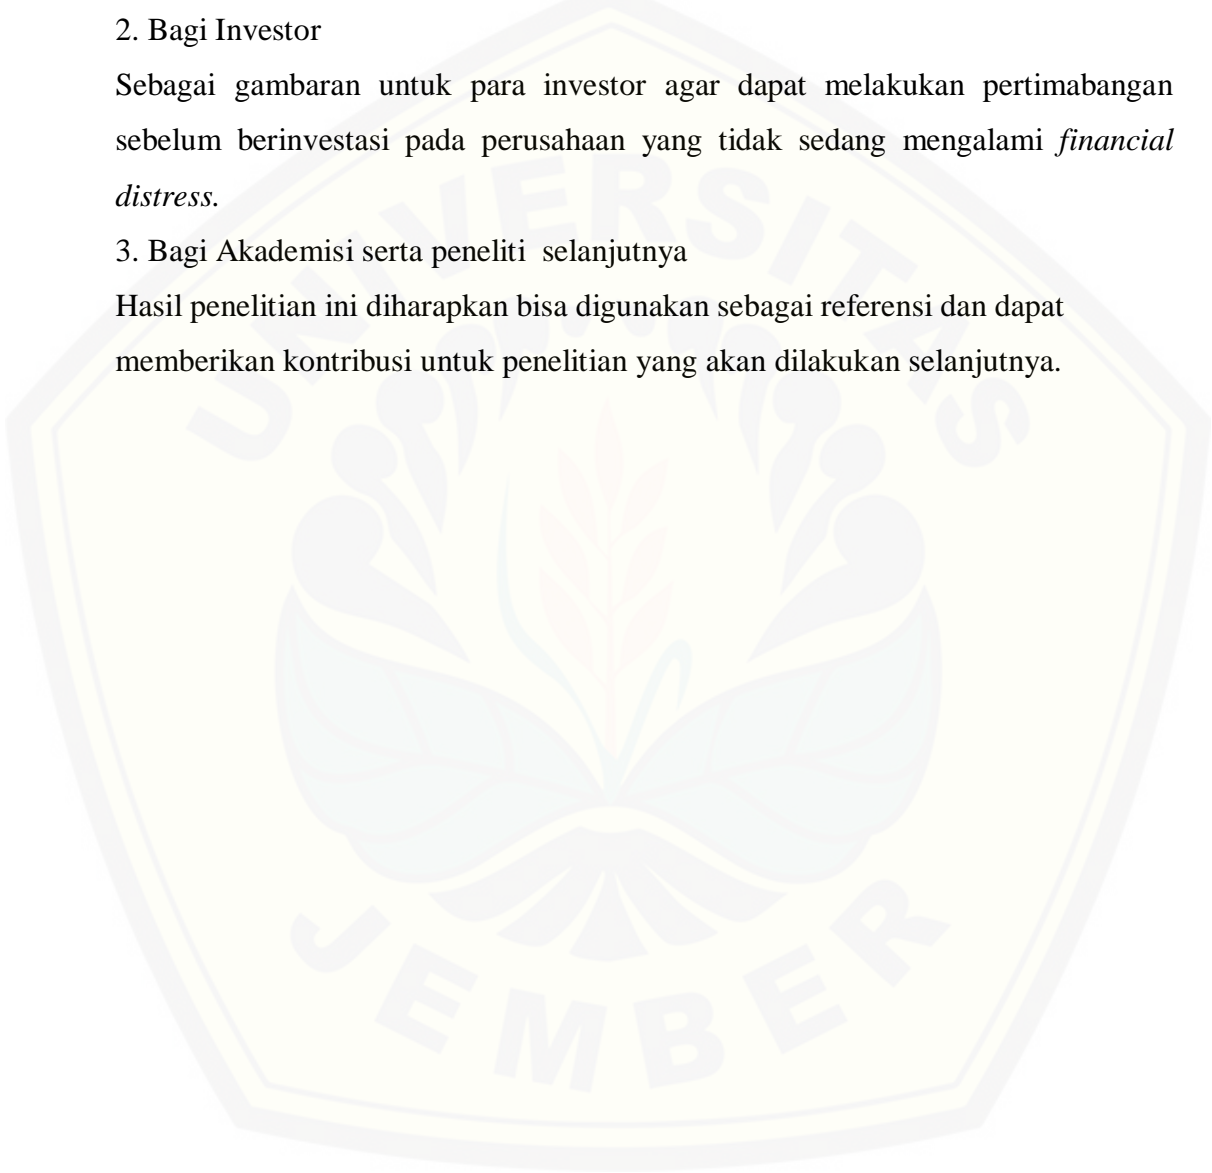 2. Bagi Investor
Sebagai gambaran untuk para investor agar dapat melakukan pertimabangan
sebelum berinvestasi pada perusahaan yang tidak sedang mengalami financial
distress.
3. Bagi Akademisi serta peneliti selanjutnya
Hasil penelitian ini diharapkan bisa digunakan sebagai referensi dan dapat
memberikan kontribusi untuk penelitian yang akan dilakukan selanjutnya.
UNIVERSITAS
JEMBER